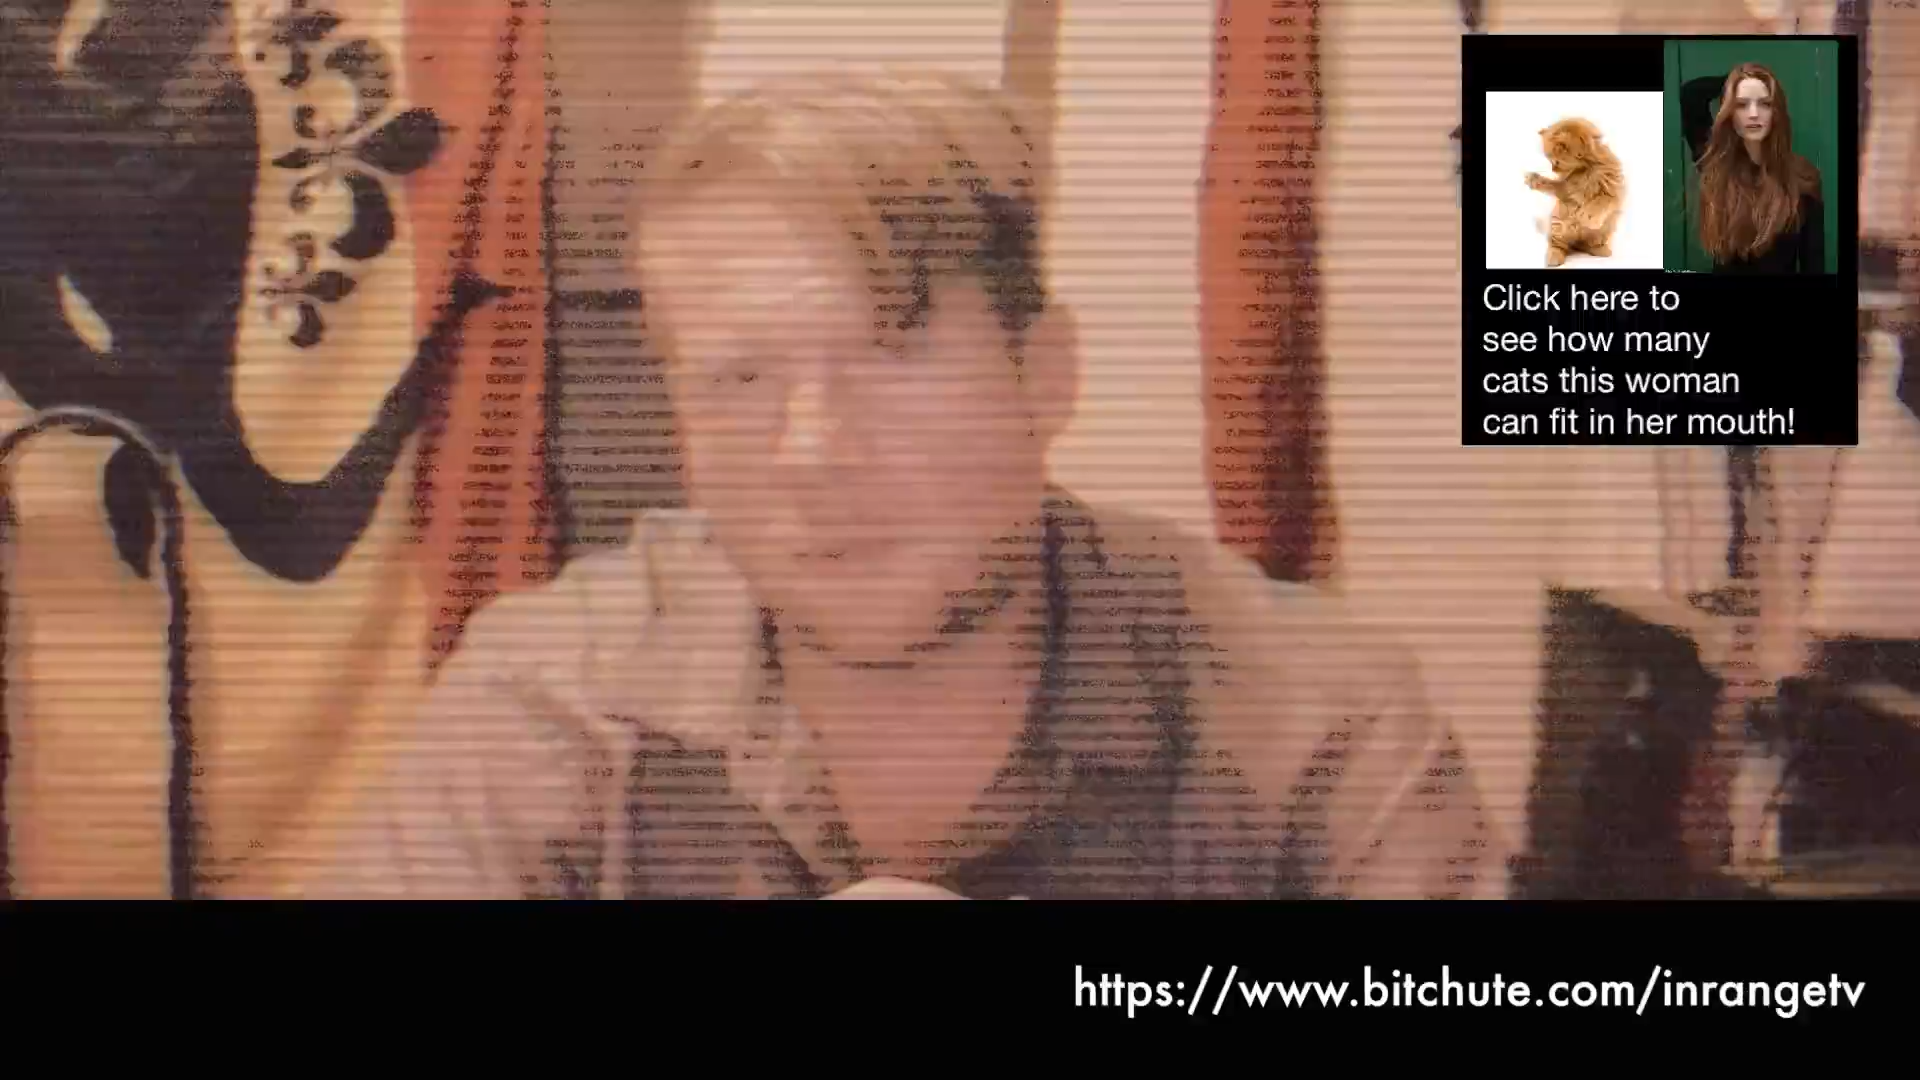 Click here to
see how many
cats this woman
can fit in her mouth!
https://www.bitchute.com/inrangetv